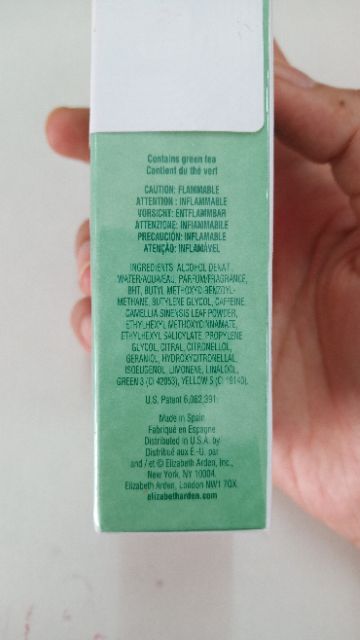 Contains green tea
Contient du thé vert
CAUTION: FLAMMABLE
ATTENTION : INFLAMMABLE
VORSICHT: ENTFLAMMBAR
ATTENZIONE: INFIAMMABILE
PRECAUCIÓN: INFLAMABLE
ATENÇÃO: INFLAMÁVEL
INGREDIENTS: ALCOHOL DENAT.,
WATER/AQUA/EAU, PARFUM/FRAGRANCE,
BHT, BUTYL METHOXYDIBENZOYL-
METHANE, BUTYLENE GLYCOL, CAFFEINE,
CAMELLIA SINENSIS LEAF POWDER,
ETHYLHEXYL METHOXYCINNAMATE,
ETHYLHEXYL SALICYLATE, PROPYLENE
GLYCOL, CITRAL, CITRONELLOL,
GERANIOL, HYDROXYCITRONELLAL,
ISOEUGENOL, LIMONENE, LINALOOL,
GREEN 3 (CI 42053), YELLOW 5 (CI 19140).
U.S. Patent 6,062,391.
Made in Spain
Fabriqué en Espagne
Distributed in U.S.A. by
Distribué aux É.-U. par
and / et © Elizabeth Arden, Inc.,
New York, NY 10004.
Elizabeth Arden, London NW1 7QX.
elizabetharden.com